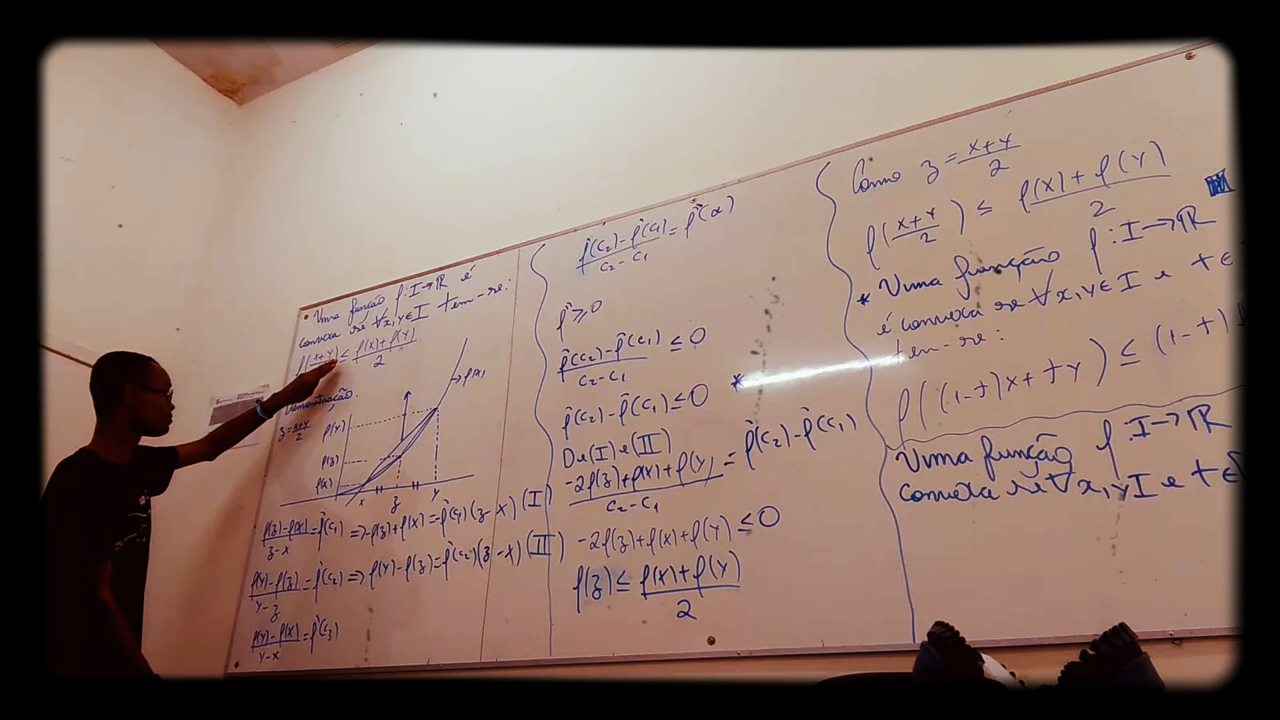 • Uma função f: I→ℝ é
convexa se ∀x,y∈I tem-se:
f(x+y/2) ≤ f(x)+f(y)/2
Demonstração.
z=x+y/2
f(x)
f(y)
f(z)
f(x)
x z y
f(z)-f(x)/z-x = f'(c₁) ⇒ -f(z)+f(x) = -f'(c₁)(z-x) (I)
f(y)-f(z)/y-z = f'(c₂) ⇒ f(y)-f(z) = f'(c₂)(z-x) (II)
f(y)-f(x)/y-x = f'(c₃)
f'(c₂)-f'(c₁)/c₂-c₁ = f''(α)
f''≥0
f'(c₂)-f'(c₁)/c₂-c₁ ≤ 0
f'(c₂)-f'(c₁) ≤ 0
De (I) e (II)
-2f(z)+f(x)+f(y)/c₂-c₁ = f'(c₂)-f'(c₁)
-2f(z)+f(x)+f(y) ≤ 0
f(z) ≤ f(x)+f(y)/2
*
Como z = x+y/2
f(x+y/2) ≤ f(x)+f(y)/2
* Uma função f: I→ℝ
é convexa se ∀x,y∈I e t∈
tem-se:
f((1-t)x+ty) ≤ (1-t)
Uma função f: I→ℝ
convexa se ∀x,yI e t∈